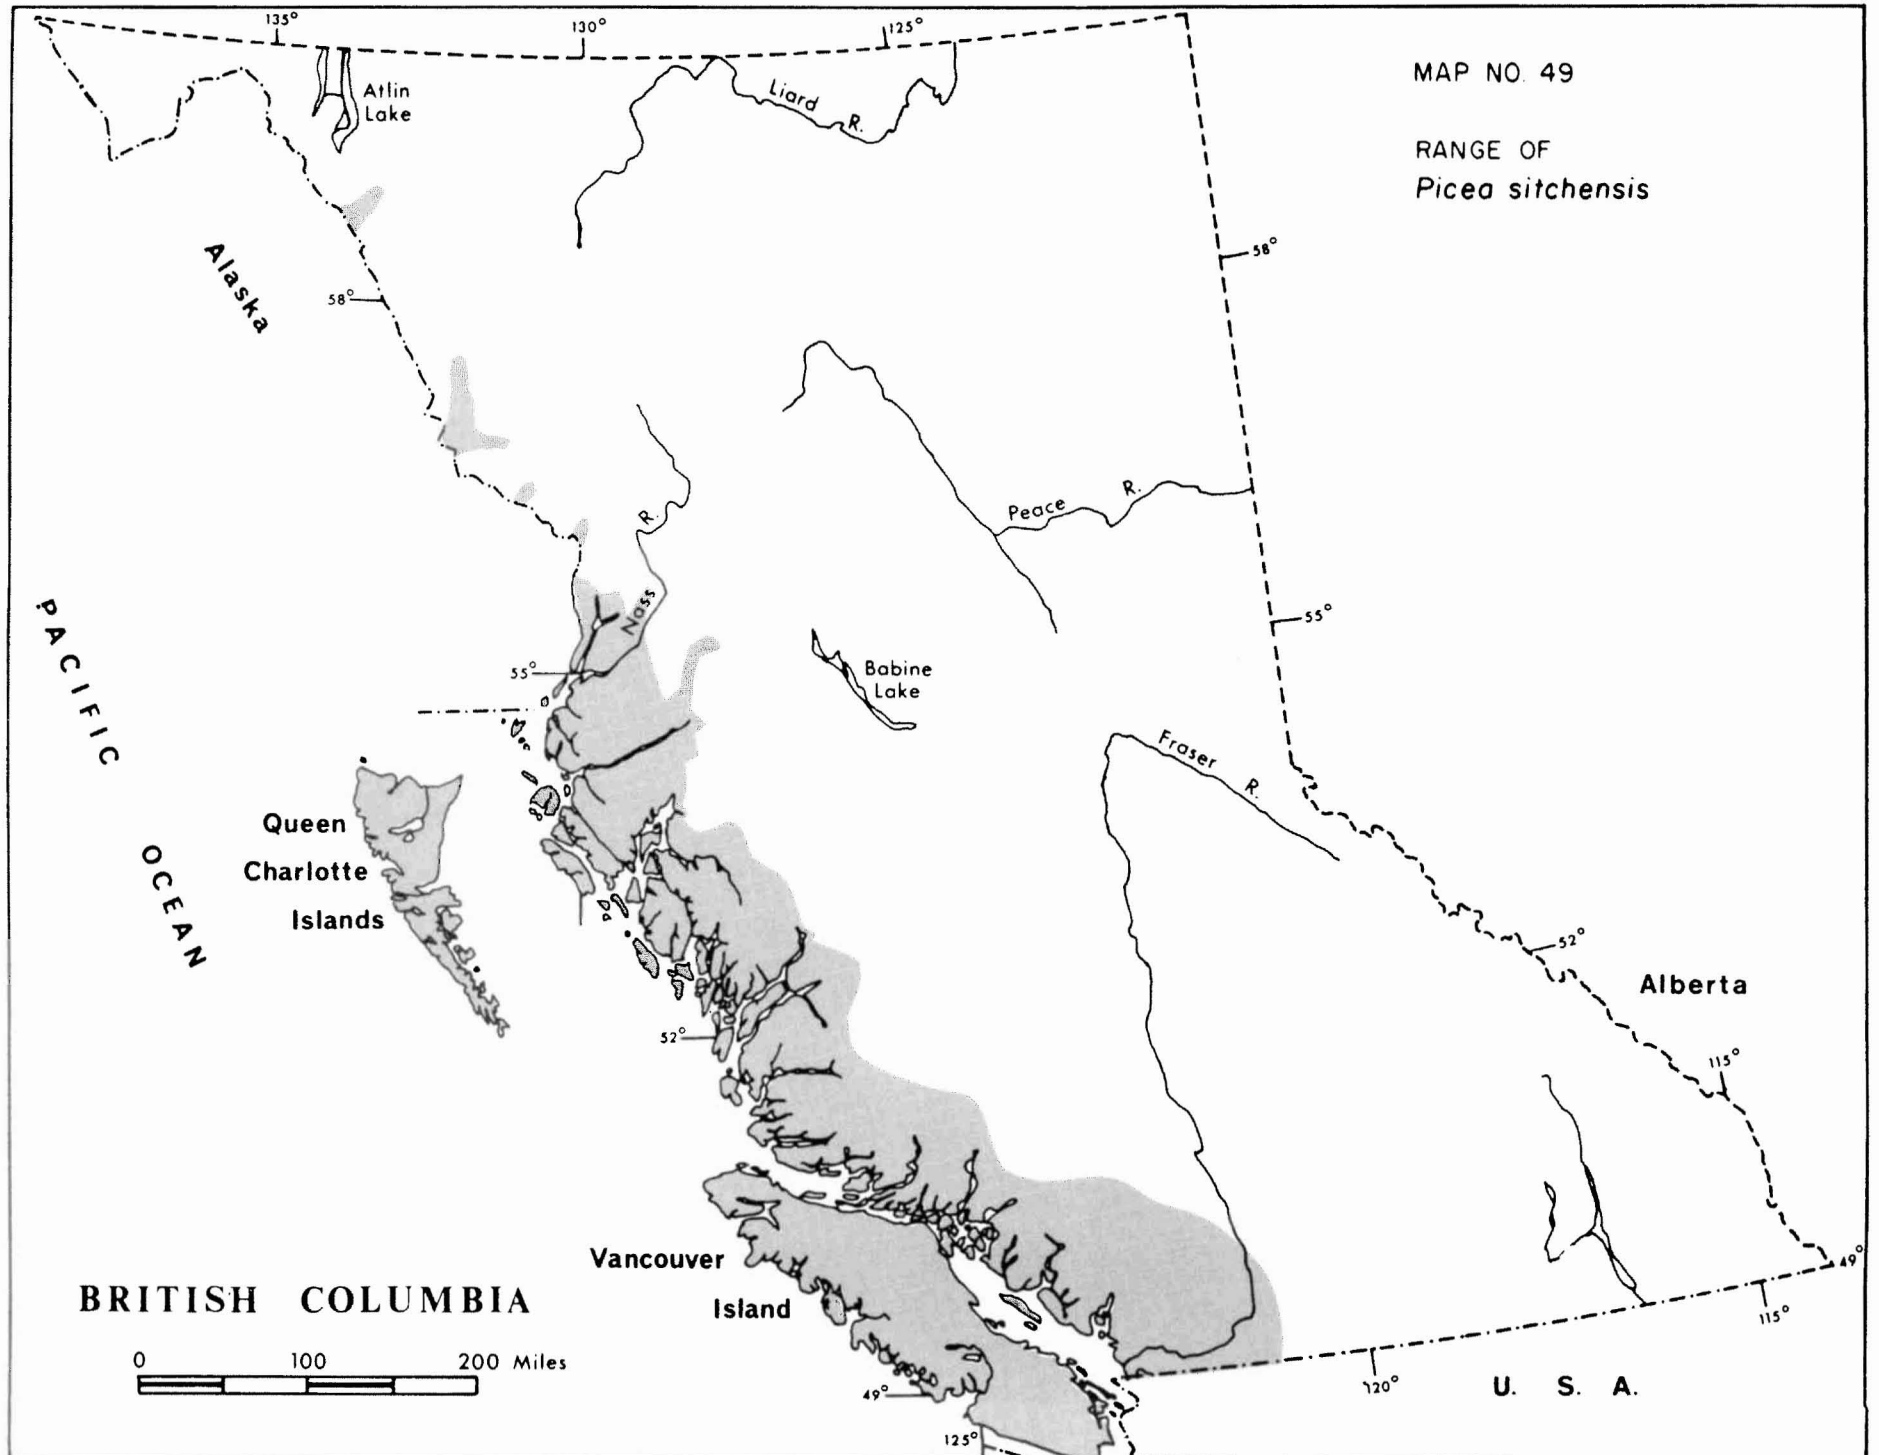 135°
130°
125°
Atlin
Lake
Liard
R.
MAP NO. 49
RANGE OF
Picea sitchensis
Alaska
58°
58°
R.
Nass
Peace
R.
55°
55°
Babine
Lake
PACIFIC
OCEAN
Fraser
R.
Queen
Charlotte
Islands
52°
52°
Alberta
115°
Vancouver
Island
BRITISH COLUMBIA
0 100 200 Miles
49°
49°
115°
120°
125°
U. S. A.